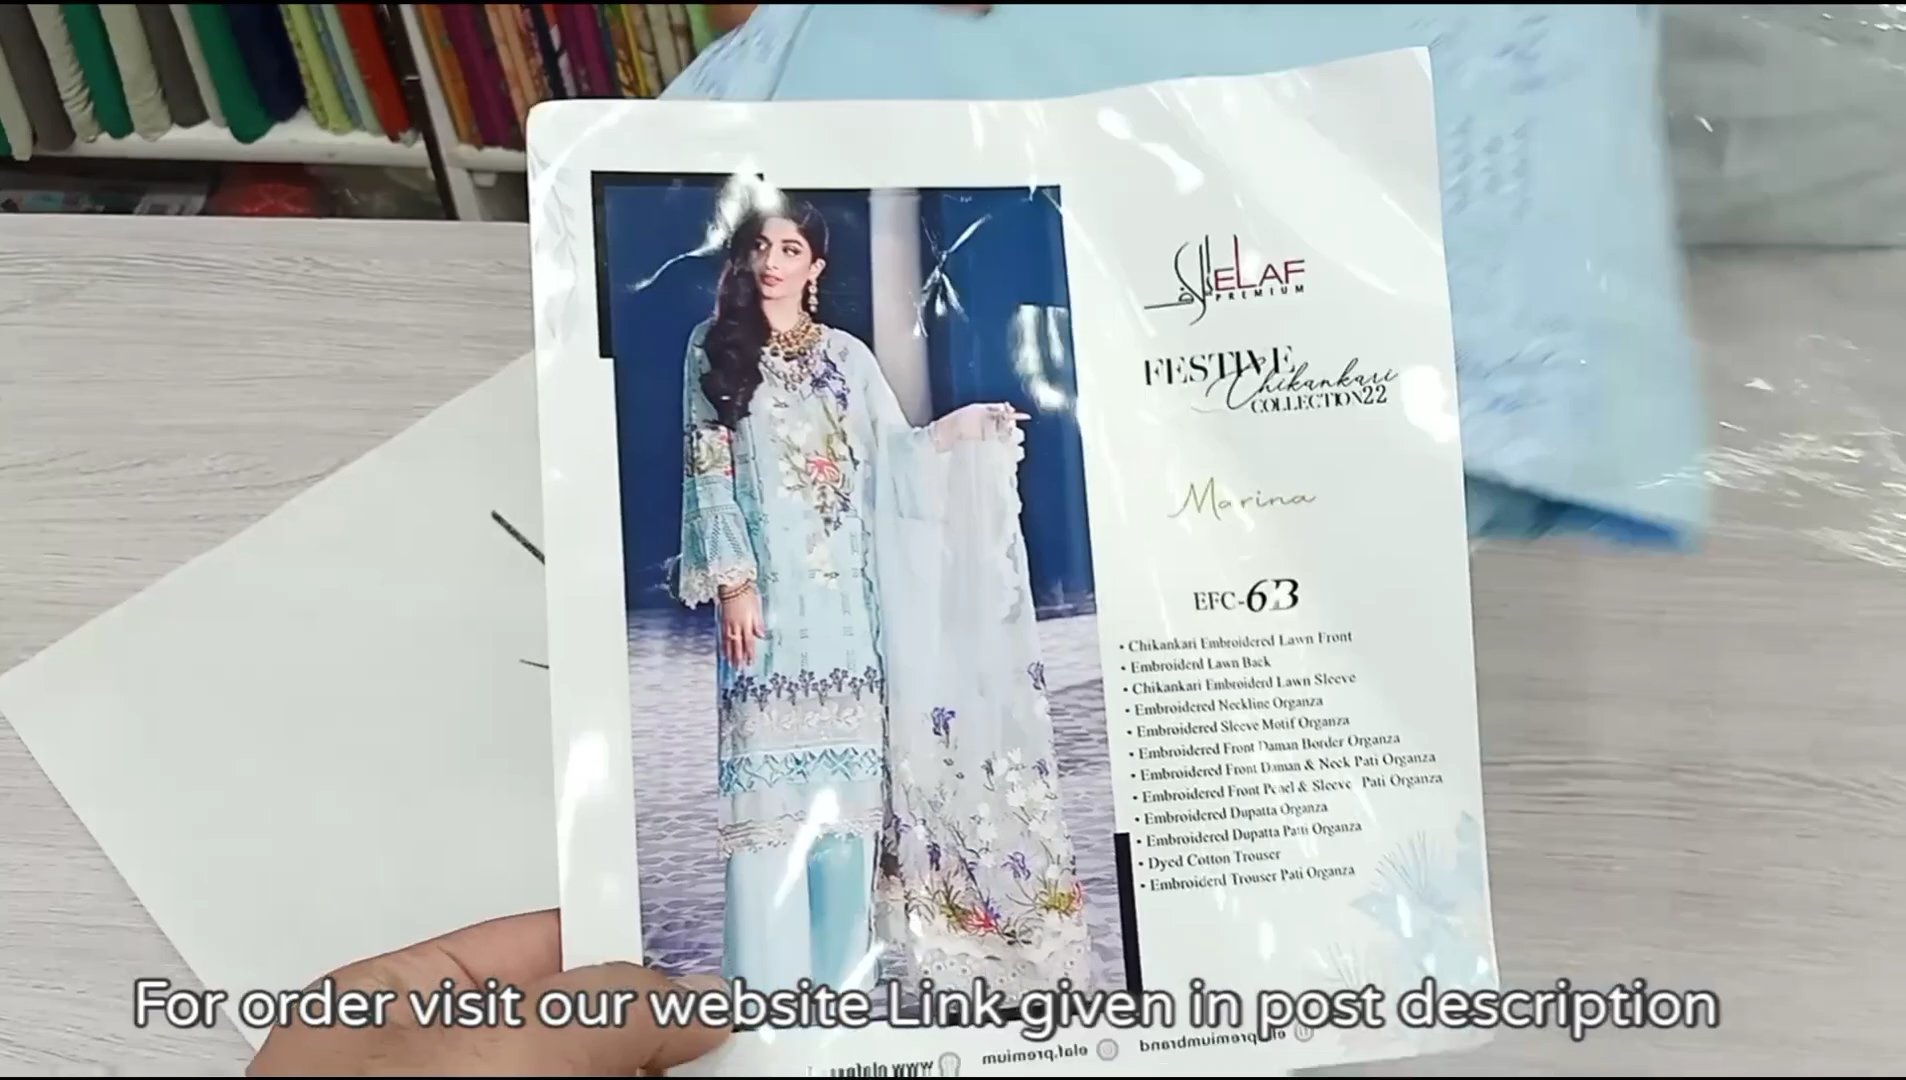 ELAF
PREMIUM
FESTIVE
Chikankari
COLLECTION22
Marina
EFC-6B
• Chikankari Embroidered Lawn Front
• Embroiderd Lawn Back
• Chikankari Embroiderd Lawn Sleeve
• Embroidered Neckline Organza
• Embroidered Sleeve Motif Organza
• Embroidered Front Daman Border Organza
• Embroidered Front Daman & Neck Pati Organza
• Embroidered Front Penel & Sleeve Pati Organza
• Embroidered Dupatta Organza
• Embroidered Dupatta Patti Organza
• Dyed Cotton Trouser
• Embroiderd Trouser Pati Organza
For order visit our website Link given in post description
www
elaf.premium